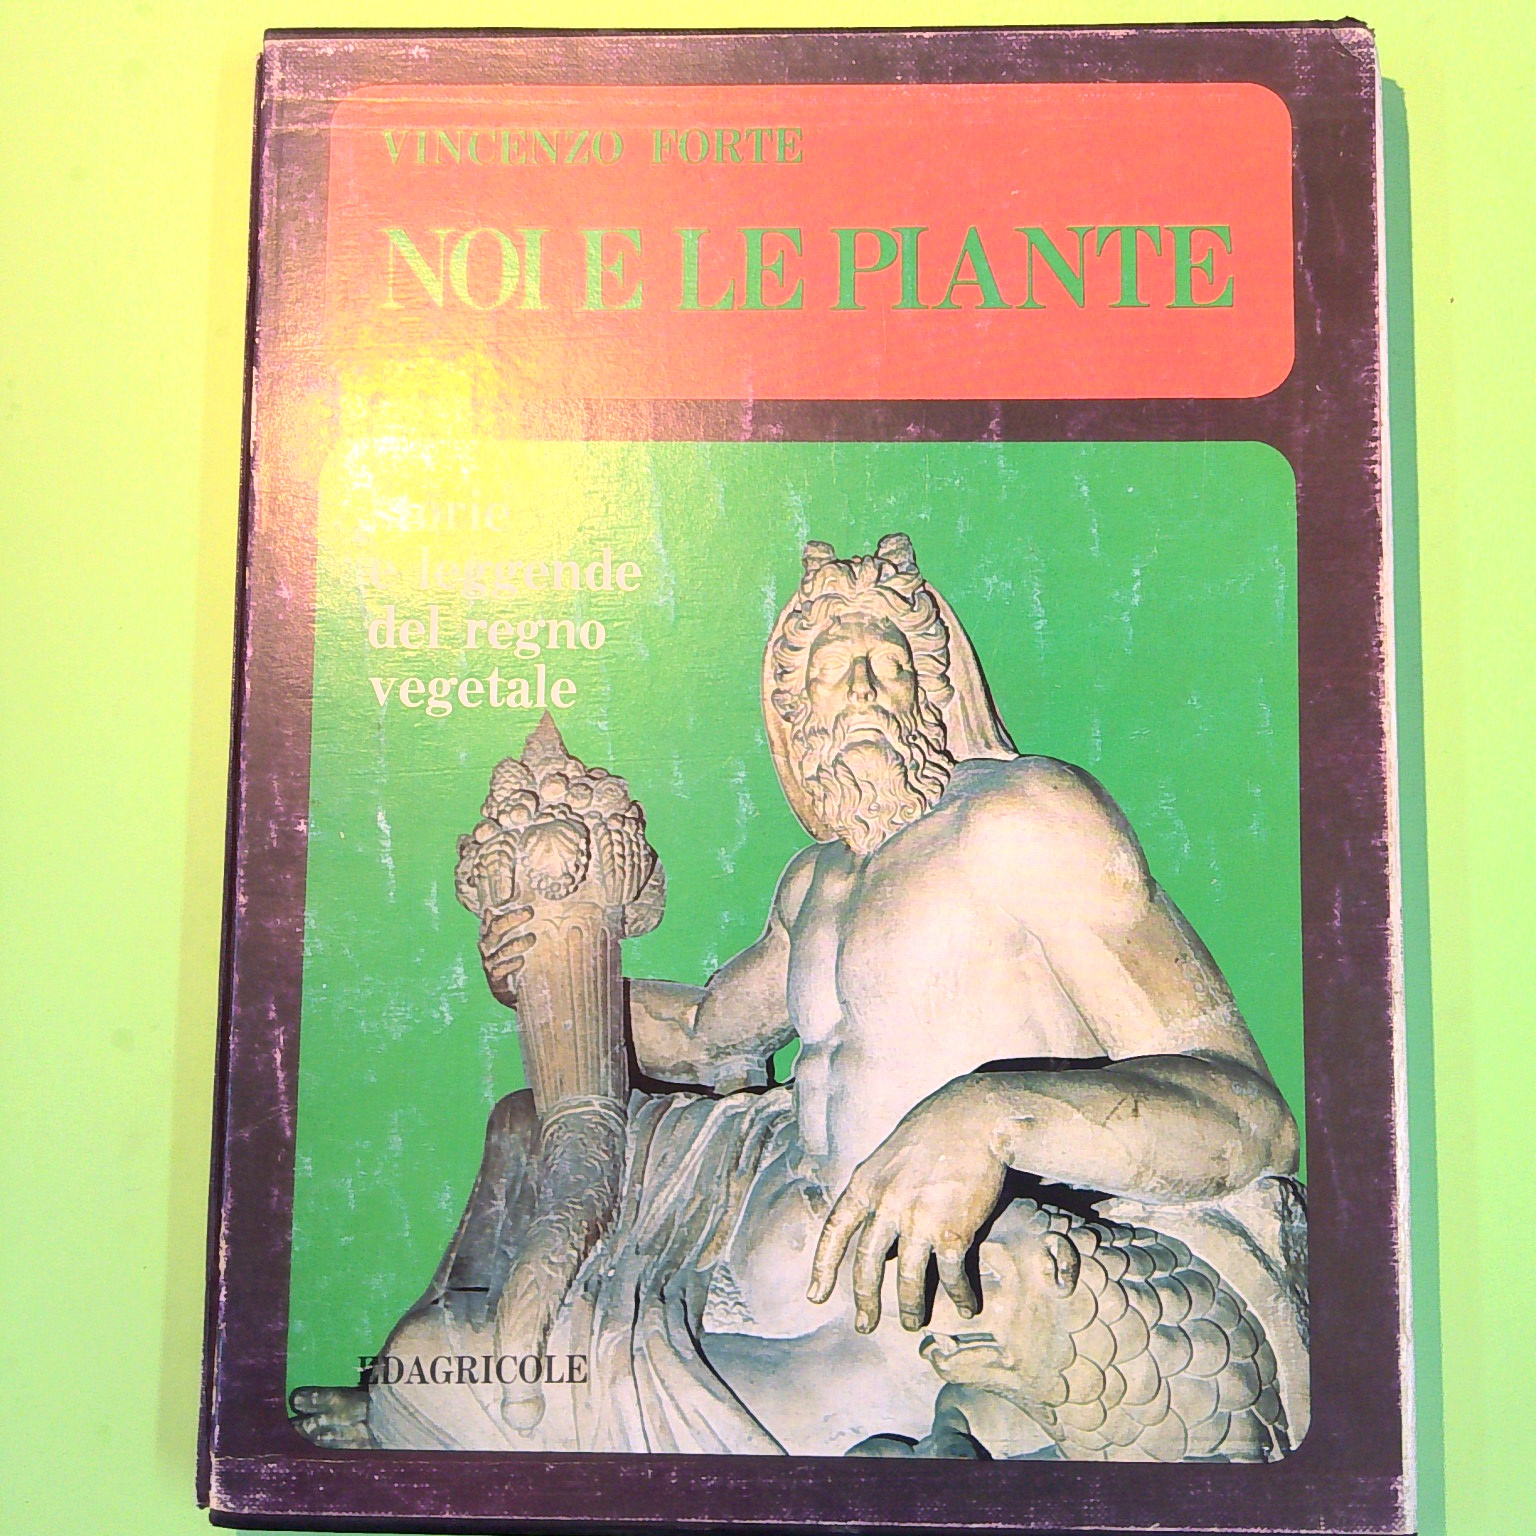 VINCENZO FORTE
NOI E LE PIANTE
storie
e leggende
del regno
vegetale
EDAGRICOLE